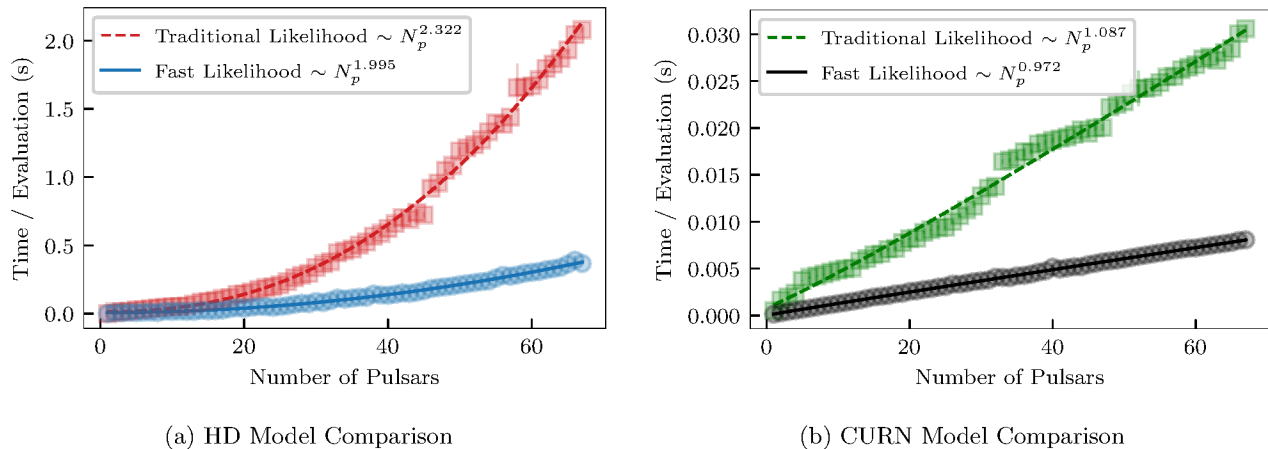 Traditional Likelihood ∼ N_p^{2.322}
Fast Likelihood ∼ N_p^{1.995}
Time / Evaluation (s)
2.0
1.5
1.0
0.5
0.0
0
20
40
60
Number of Pulsars
(a) HD Model Comparison
Traditional Likelihood ∼ N_p^{1.087}
Fast Likelihood ∼ N_p^{0.972}
Time / Evaluation (s)
0.030
0.025
0.020
0.015
0.010
0.005
0.000
0
20
40
60
Number of Pulsars
(b) CURN Model Comparison